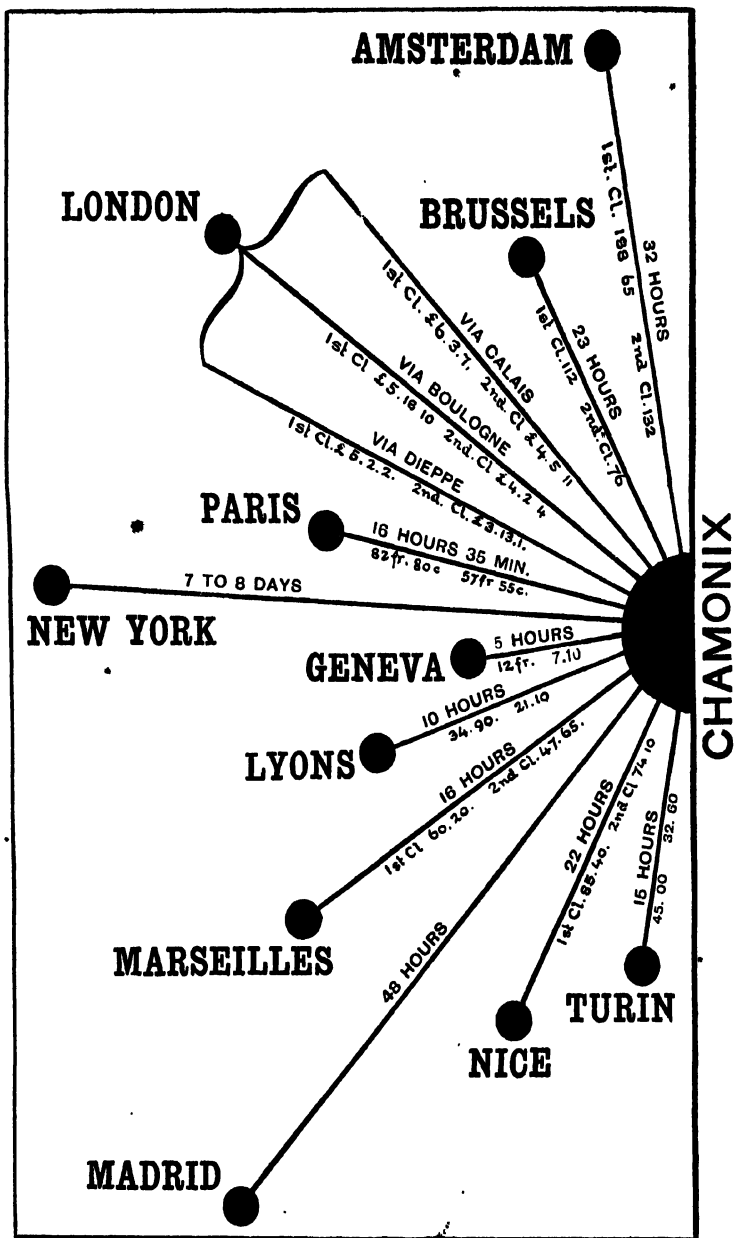 AMSTERDAM
1st. Cl. 188 65 2nd Cl. 132
32 HOURS
LONDON
BRUSSELS
23 HOURS
1st Cl. 112 2nd. Cl. 76
VIA CALAIS
1st Cl. £6.3.7. 2nd. Cl £4.5 11
VIA BOULOGNE
1st Cl £5.16 10 2nd. Cl £4.2 4
VIA DIEPPE
1st Cl. £5.2.2. 2nd. Cl. £3.13.1.
PARIS
16 HOURS 35 MIN.
82fr. 80c 57fr 55c.
7 TO 8 DAYS
NEW YORK
CHAMONIX
5 HOURS
12fr. 7.10
GENEVA
10 HOURS
34.90. 21.10
LYONS
16 HOURS
1st Cl 60.20. 2nd Cl. 47.65.
MARSEILLES
22 HOURS
1st Cl. 85.40. 2nd Cl 74 10
15 HOURS
45.00 32.60
48 HOURS
TURIN
NICE
MADRID